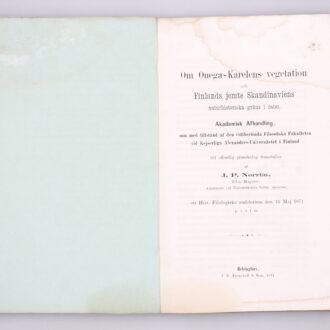 Om Onega-Karelens vegetation
och
Finlands jemte Skandinaviens
naturhistoriska gräns i öster.
Akademisk Afhandling,
som med tillstånd af den vidtberömda Filosofiska Fakulteten
vid Kejserliga Alexanders-Universitetet i Finland
till offentlig granskning framställes
af
J. P. Norrlin,
Filos. Magister,
i Hist. Filologiska auditorium den 13 Maj 1871
Helsingfors,
J. C. Frenckell & Son, 1871.